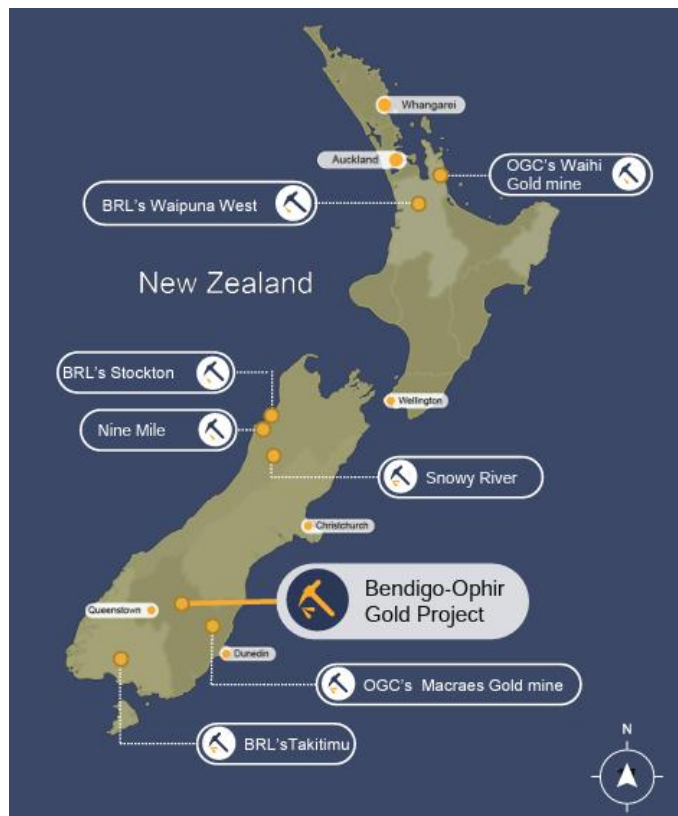 Whangarei
Auckland
OGC's Waihi
Gold mine
BRL's Waipuna West
New Zealand
BRL's Stockton
Wellington
Nine Mile
Snowy River
Christchurch
Bendigo-Ophir
Gold Project
Queenstown
Dunedin
OGC's Macraes Gold mine
BRL'sTakitimu
N